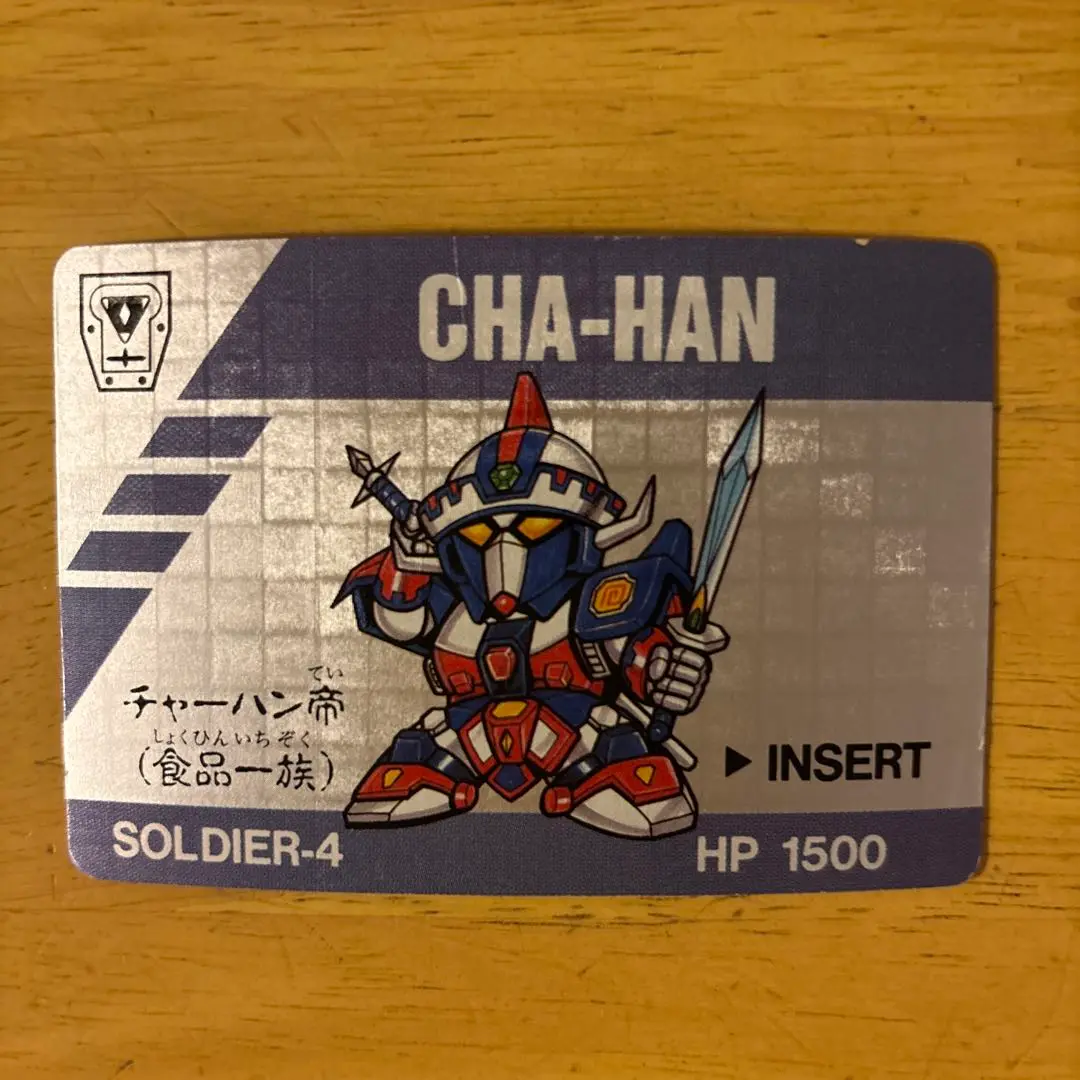 CHA-HAN
てい
チャーハン帝
しょくひんいちぞく
(食品一族)
▶ INSERT
SOLDIER-4
HP 1500